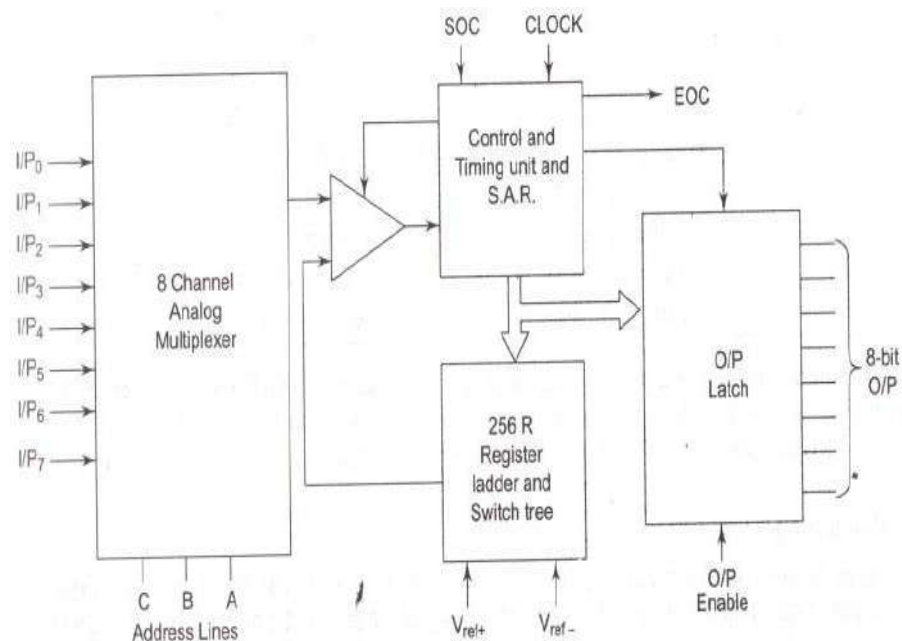 SOC
CLOCK
EOC
Control and
Timing unit and
S.A.R.
I/P0
I/P1
I/P2
I/P3
I/P4
I/P5
I/P6
I/P7
8 Channel
Analog
Multiplexer
O/P
Latch
8-bit
O/P
256 R
Register
ladder and
Switch tree
C B A
Address Lines
Vref+
Vref–
O/P
Enable